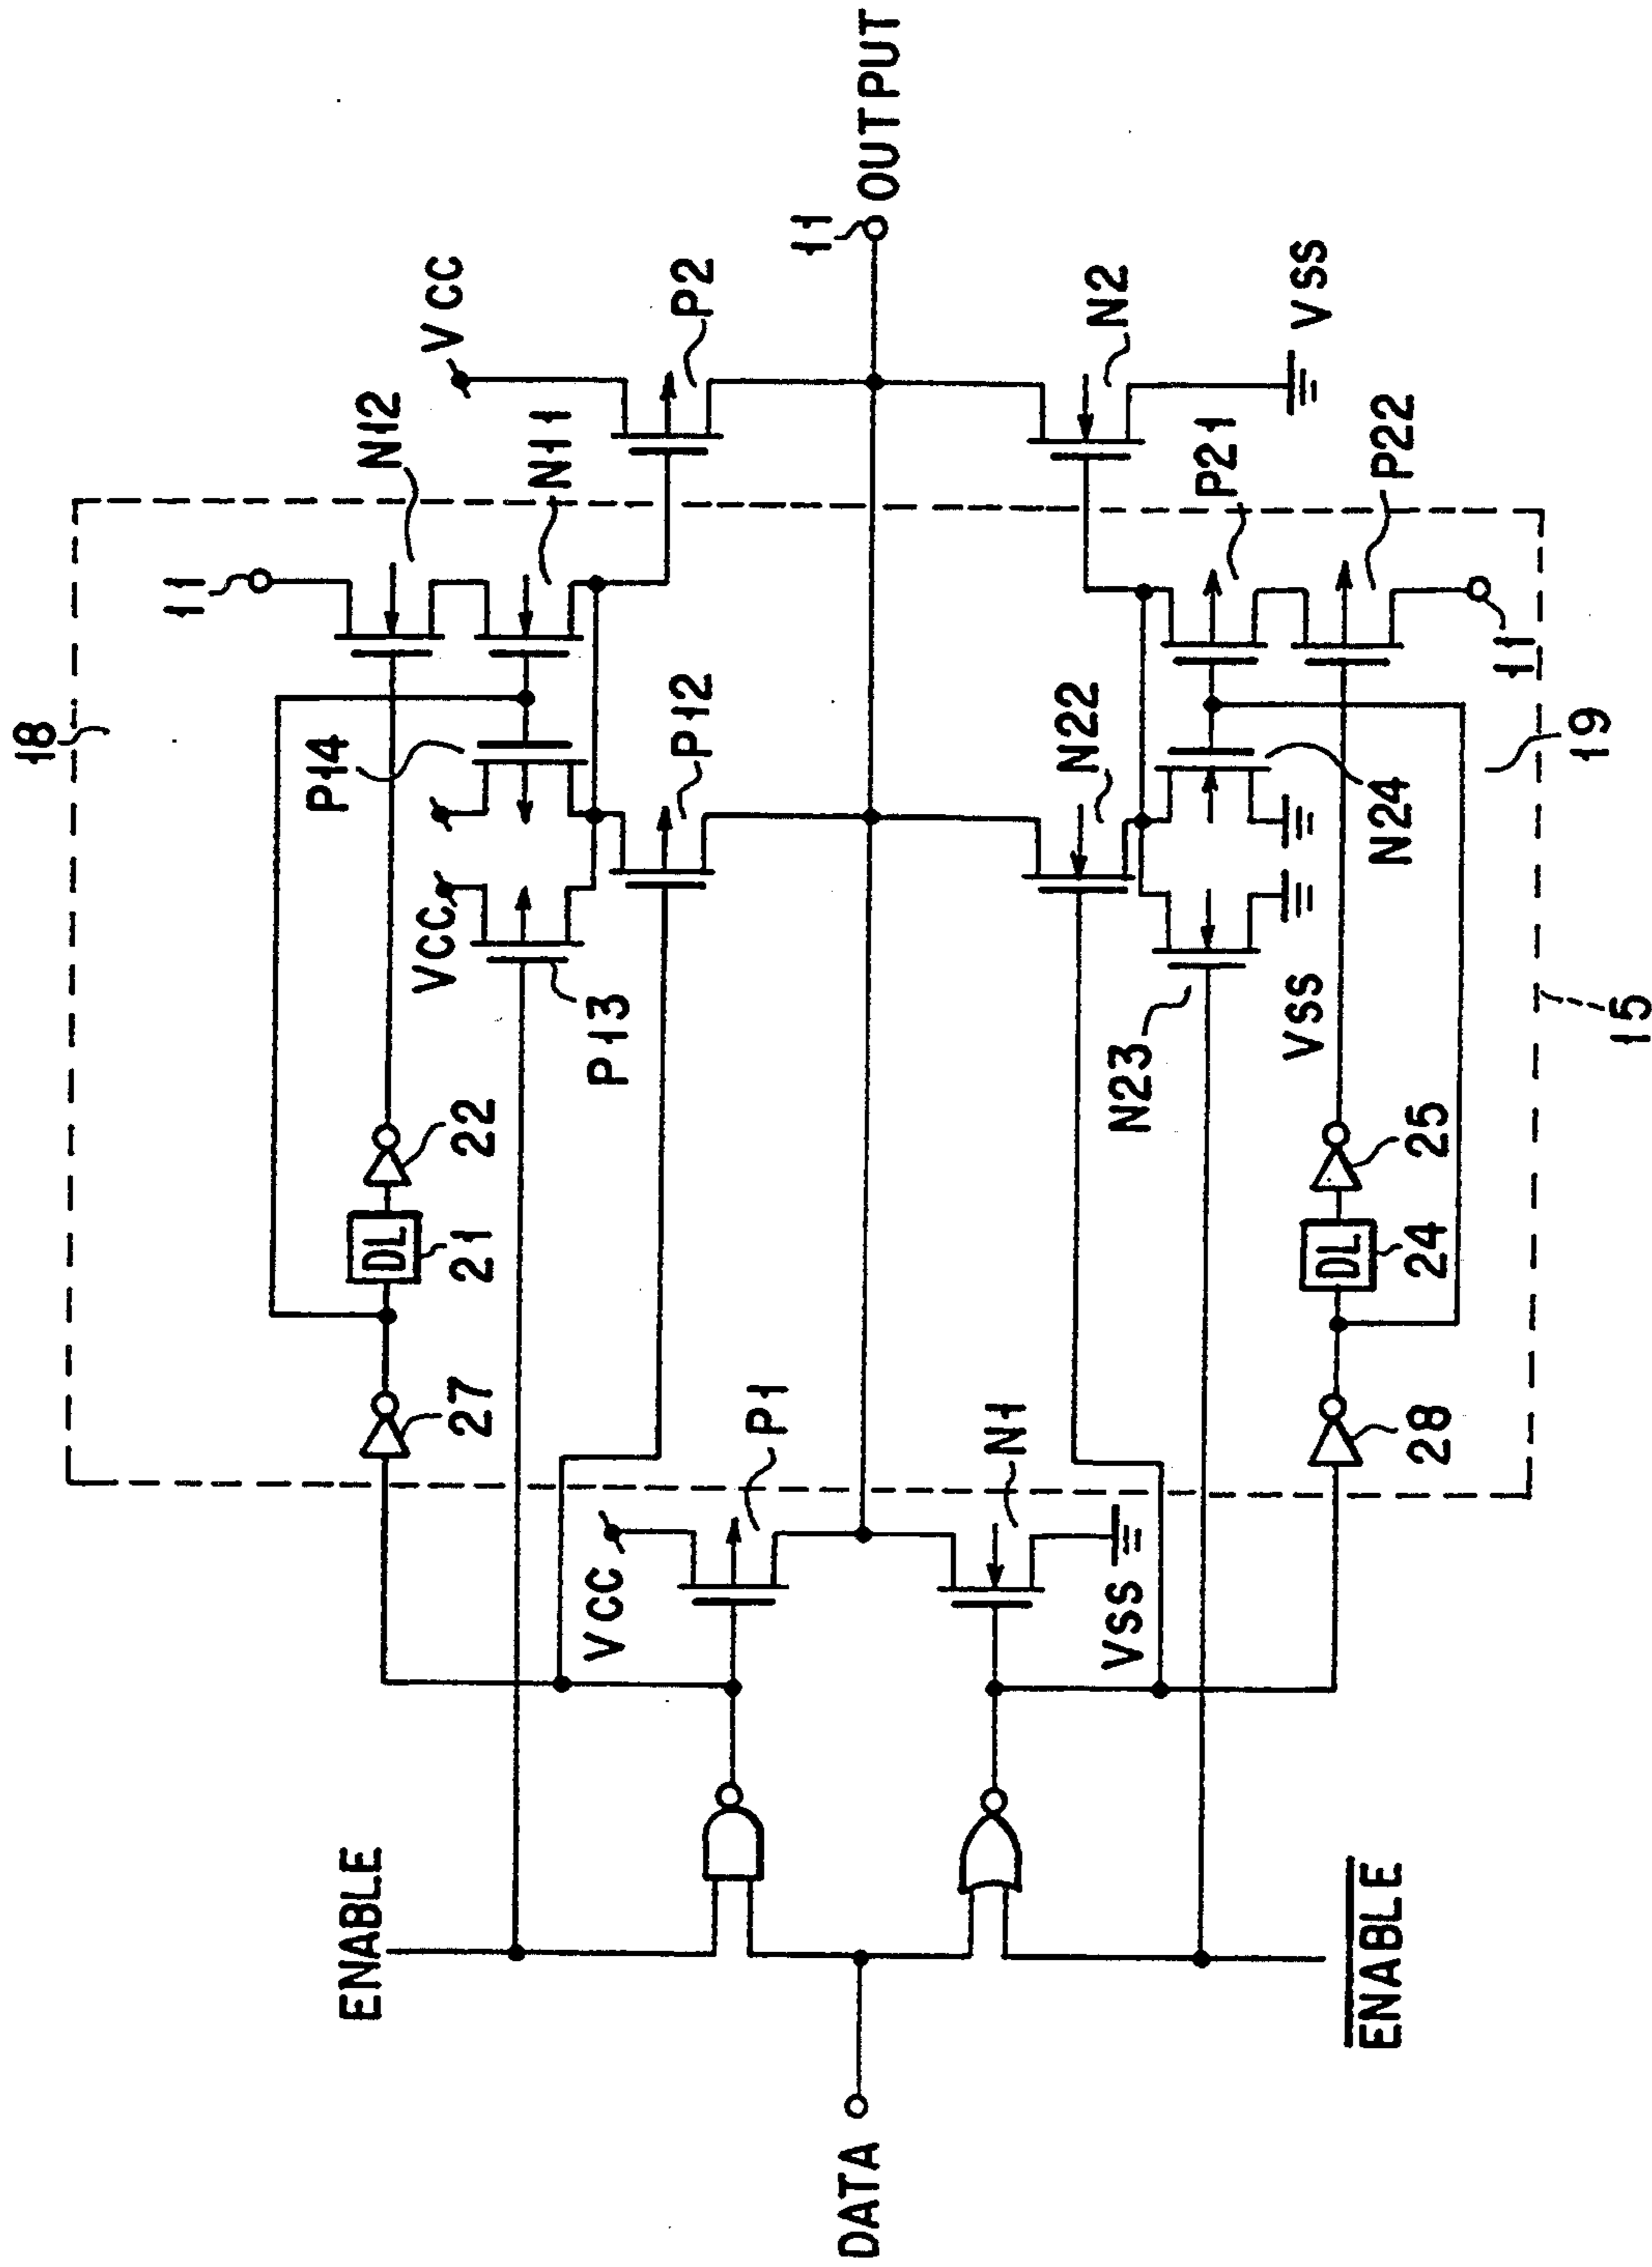 18
11
N12
VCC
P14
N11
P2
VCC
P13
P12
27
21
22
ENABLE
VCC
P1
11
OUTPUT
DL
DATA
N1
VSS
N22
N2
VSS
N23
N24
P21
VSS
P22
ENABLE
28
DL
24
25
11
19
15